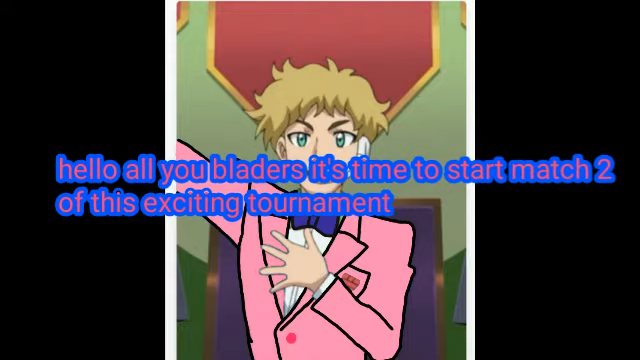 hello all you bladers it's time to start match 2
of this exciting tournament